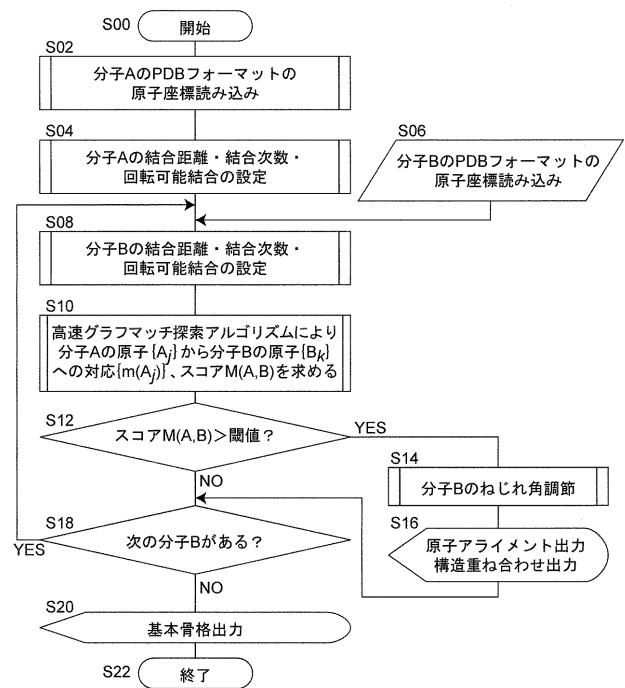 S00
開始
S02
分子AのPDBフォーマットの
原子座標読み込み
S04
分子Aの結合距離・結合次数・
回転可能結合の設定
S06
分子BのPDBフォーマットの
原子座標読み込み
S08
分子Bの結合距離・結合次数・
回転可能結合の設定
S10
高速グラフマッチ探索アルゴリズムにより
分子Aの原子{Aj}から分子Bの原子{Bk}
への対応{m(Aj)}、スコアM(A,B)を求める
S12
スコアM(A,B)＞閾値？
YES
NO
S14
分子Bのねじれ角調節
S16
原子アライメント出力
構造重ね合わせ出力
S18
次の分子Bがある？
YES
NO
S20
基本骨格出力
S22
終了